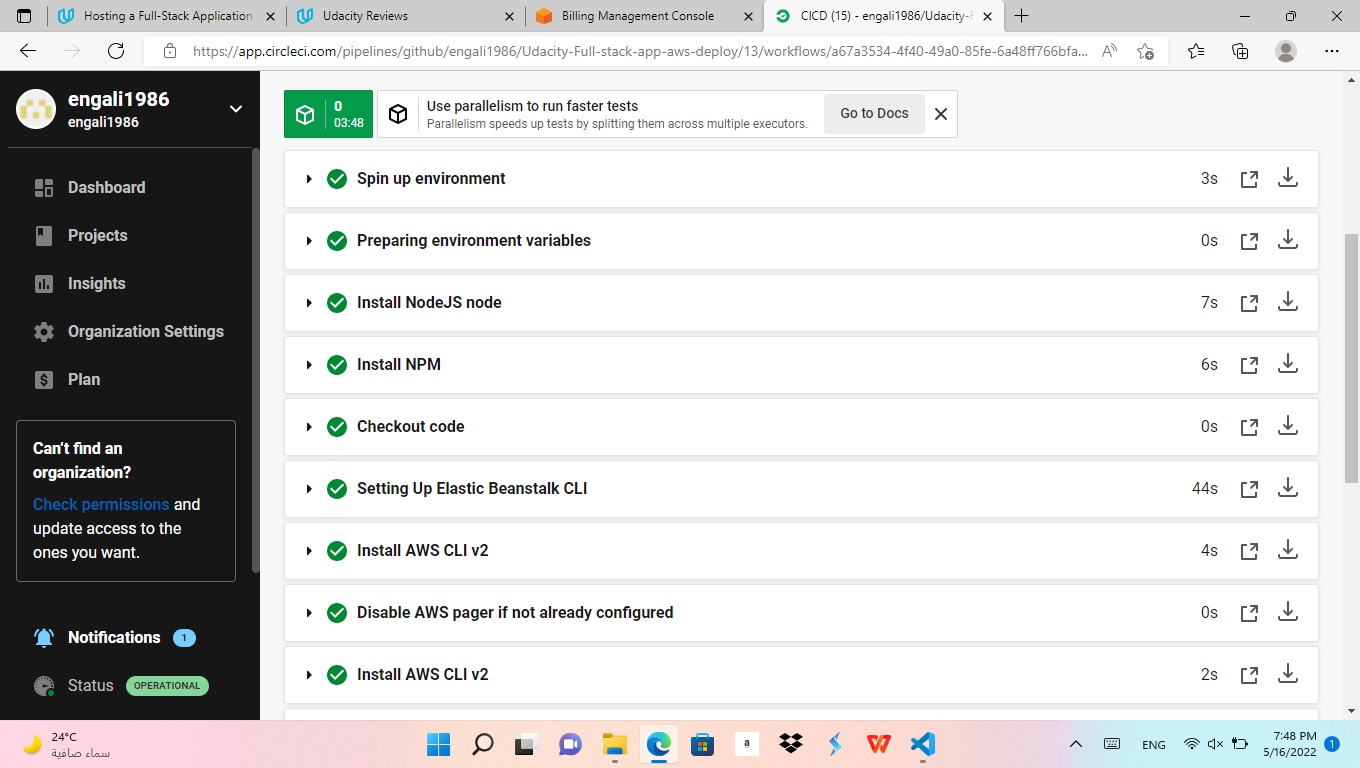 Hosting a Full-Stack Application
Udacity Reviews
Billing Management Console
CICD (15) - engali1986/Udacity-F
https://app.circleci.com/pipelines/github/engali1986/Udacity-Full-stack-app-aws-deploy/13/workflows/a67a3534-4f40-49a0-85fe-6a48ff766bfa...
engali1986
engali1986
Dashboard
Projects
Insights
Organization Settings
Plan
Can't find an
organization?
Check permissions and
update access to the
ones you want.
Notifications 1
Status OPERATIONAL
0
03:48
Use parallelism to run faster tests
Parallelism speeds up tests by splitting them across multiple executors.
Go to Docs
Spin up environment 3s
Preparing environment variables 0s
Install NodeJS node 7s
Install NPM 6s
Checkout code 0s
Setting Up Elastic Beanstalk CLI 44s
Install AWS CLI v2 4s
Disable AWS pager if not already configured 0s
Install AWS CLI v2 2s
24°C
سماء صافية
ENG
7:48 PM
5/16/2022
1